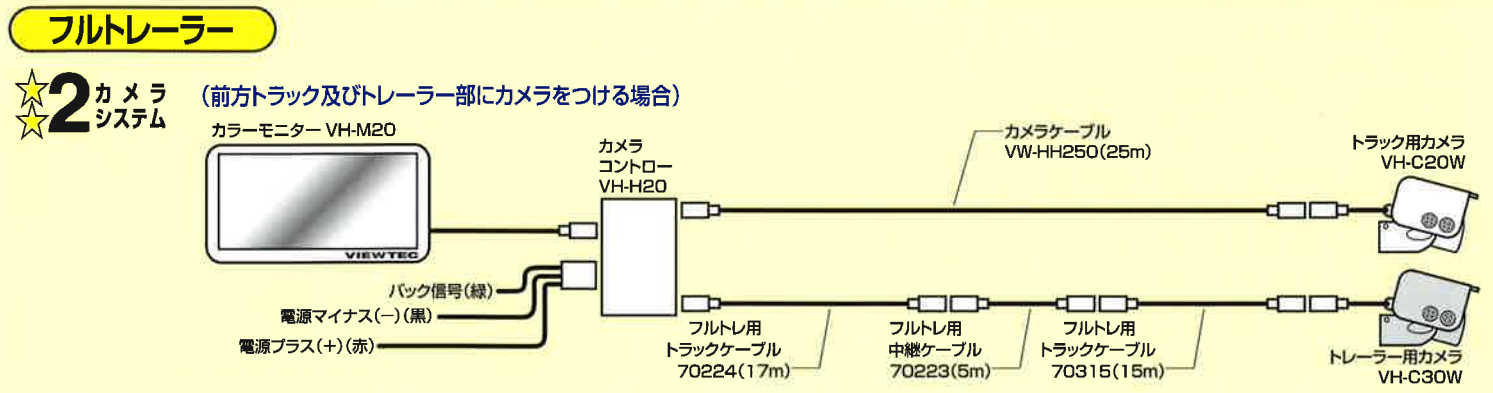 フルトレーラー
2カメラ
システム
(前方トラック及びトレーラー部にカメラをつける場合)
カラーモニター VH-M20
VIEWTEC
バック信号(緑)
電源マイナス(−)(黒)
電源プラス(+)(赤)
カメラ
コントロー
VH-H20
カメラケーブル
VW-HH250(25m)
トラック用カメラ
VH-C20W
フルトレ用
トラックケーブル
70224(17m)
フルトレ用
中継ケーブル
70223(5m)
フルトレ用
トラックケーブル
70315(15m)
トレーラー用カメラ
VH-C30W